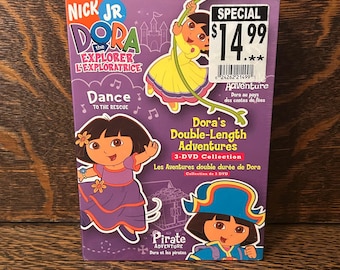 NICK JR
DORA
the
EXPLORER
L'EXPLORATRICE
SPECIAL
$14.99
Adventure
Dora au pays
des contes de fées
Dance
TO THE RESCUE
Dora's
Double-Length
Adventures
3-DVD Collection
Les Aventures double durée de Dora
Collection de 3 DVD
Pirate
ADVENTURE
Dora et les pirates